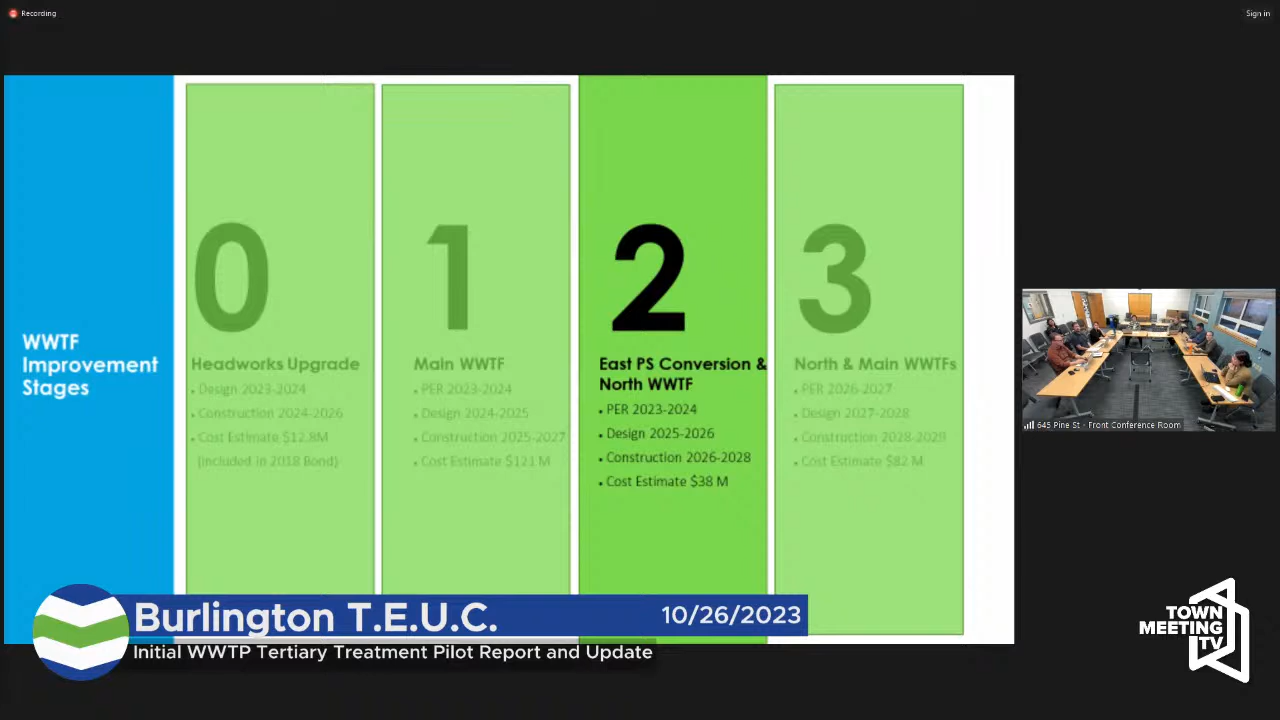 Recording
Sign in
WWTF
Improvement
Stages
0
Headworks Upgrade
• Design 2023-2024
• Construction 2024-2026
• Cost Estimate $12.8M
(included in 2018 Bond)
1
Main WWTF
• PER 2023-2024
• Design 2024-2025
• Construction 2025-2027
• Cost Estimate $121 M
2
East PS Conversion &
North WWTF
• PER 2023-2024
• Design 2025-2026
• Construction 2026-2028
• Cost Estimate $38 M
3
North & Main WWTFs
• PER 2026-2027
• Design 2027-2028
• Construction 2028-2029
• Cost Estimate $82 M
645 Pine St - Front Conference Room
Burlington T.E.U.C.
10/26/2023
Initial WWTP Tertiary Treatment Pilot Report and Update
TOWN
MEETING
TV